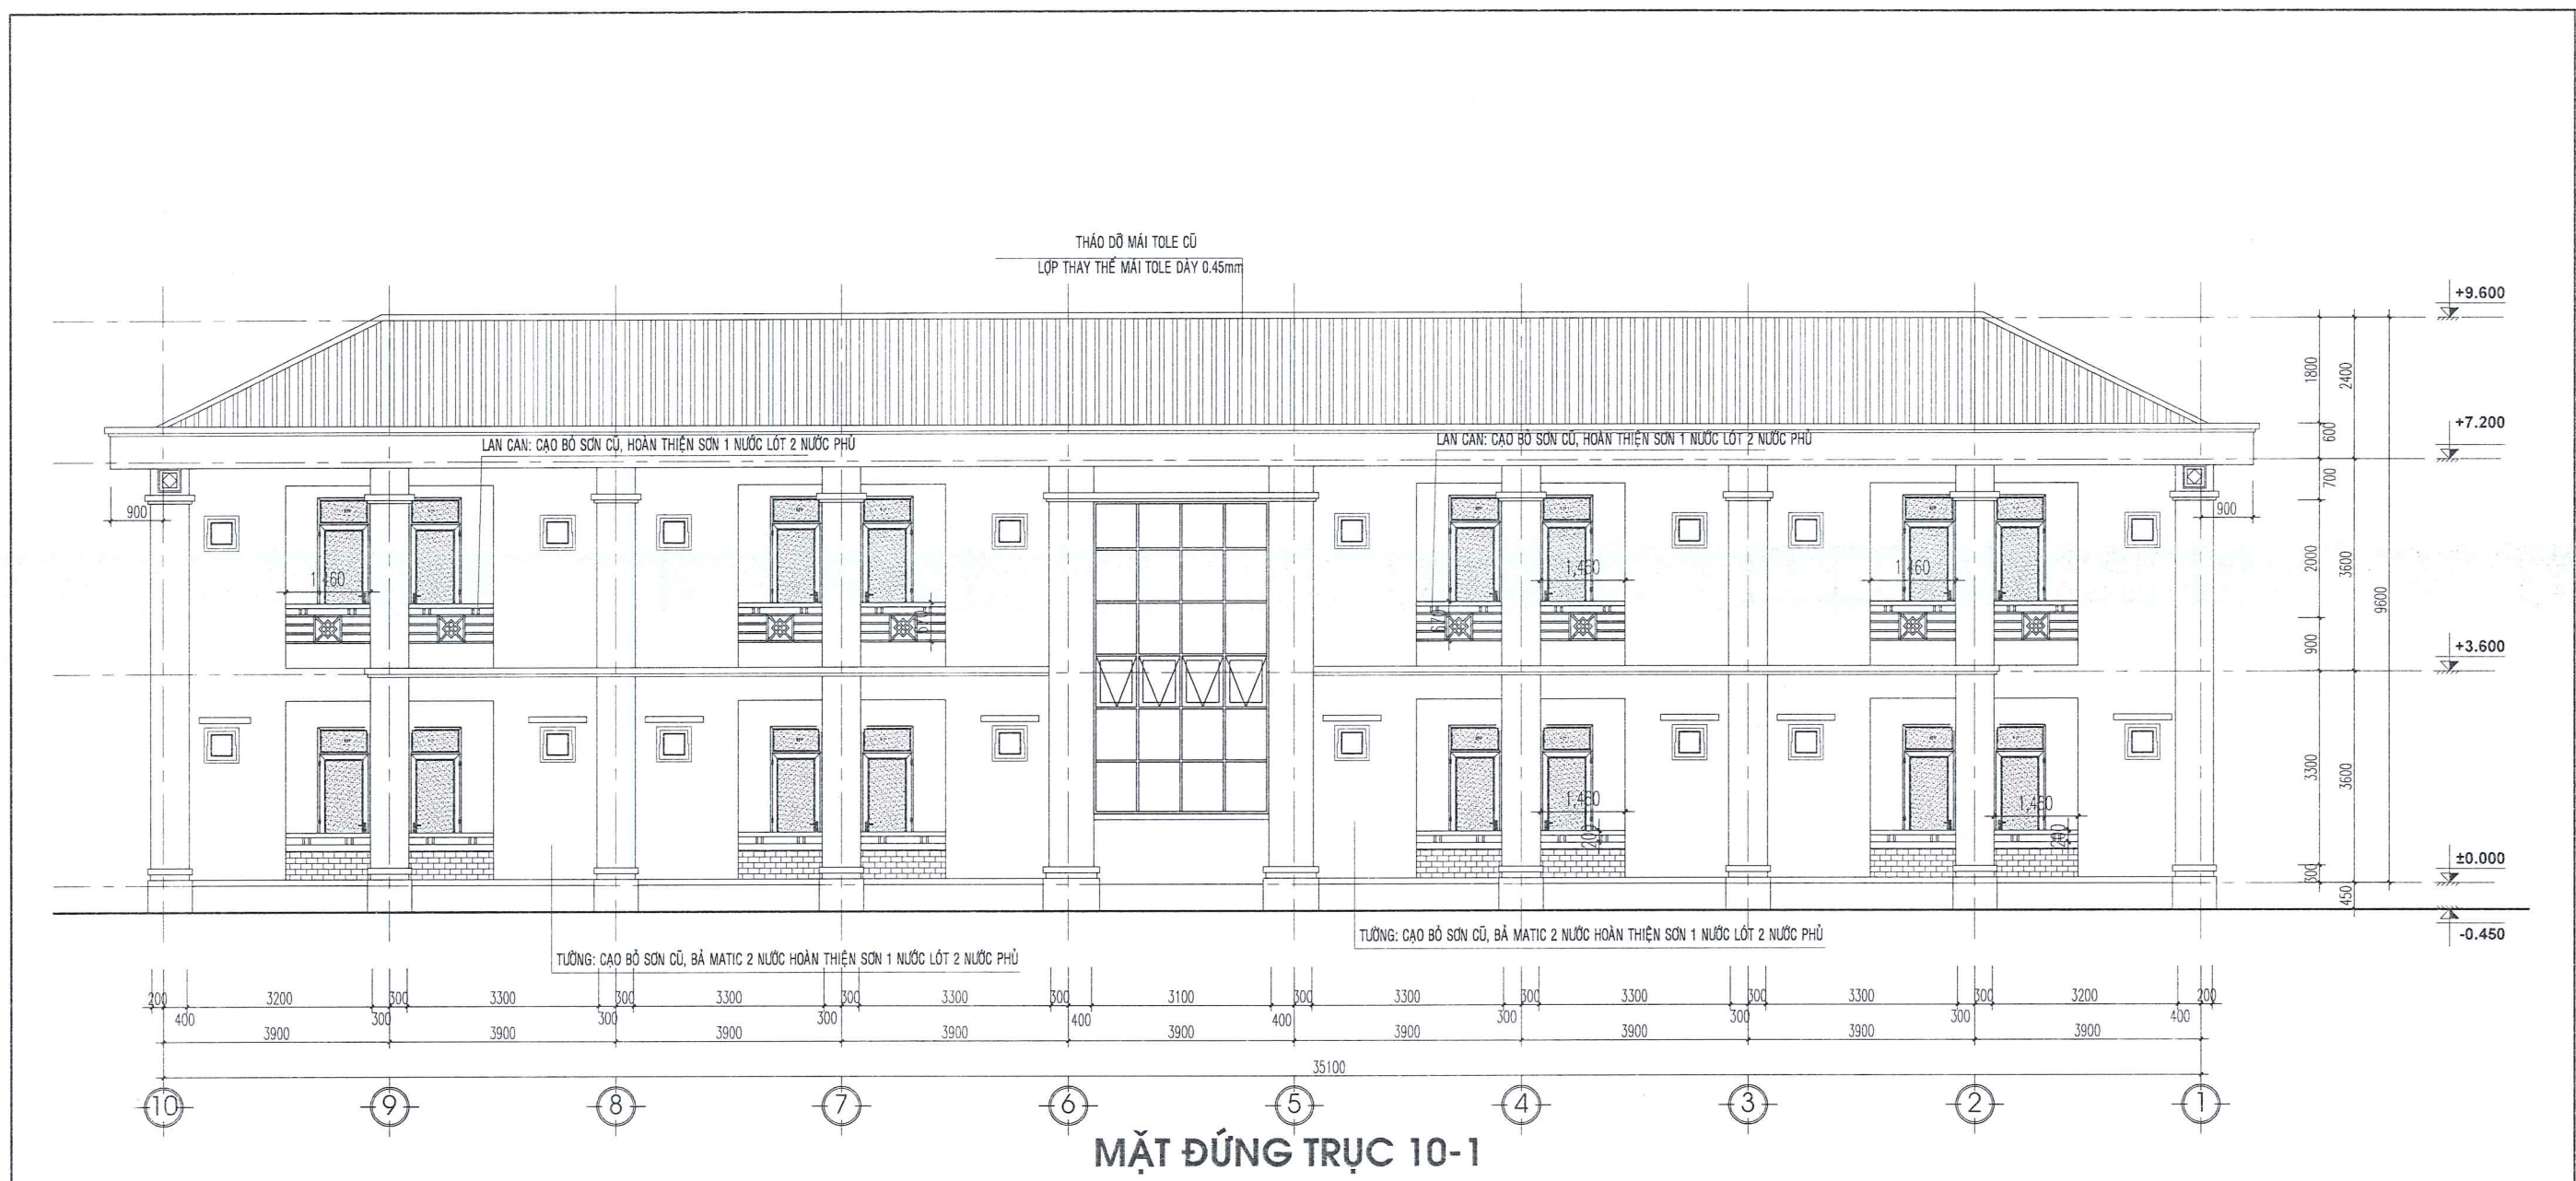 THÁO DỠ MÁI TOLE CŨ
LỢP THAY THẾ MÁI TOLE DÀY 0.45mm
+9.600
1800
2400
+7.200
600
LAN CAN: CẠO BỎ SƠN CŨ, HOÀN THIỆN SƠN 1 NƯỚC LÓT 2 NƯỚC PHỦ
LAN CAN: CẠO BỎ SƠN CŨ, HOÀN THIỆN SƠN 1 NƯỚC LÓT 2 NƯỚC PHỦ
700
900
900
2000
3600
9600
1,460
1,460
1,460
670
670
900
+3.600
3300
3600
1,460
1,460
200
200
±0.000
300
450
-0.450
TƯỜNG: CẠO BỎ SƠN CŨ, BẢ MATIC 2 NƯỚC HOÀN THIỆN SƠN 1 NƯỚC LÓT 2 NƯỚC PHỦ
TƯỜNG: CẠO BỎ SƠN CŨ, BẢ MATIC 2 NƯỚC HOÀN THIỆN SƠN 1 NƯỚC LÓT 2 NƯỚC PHỦ
200 3200 300 3300 300 3300 300 3300 300 3100 300 3300 300 3300 300 3300 300 3200 200
400 300 300 300 400 400 300 300 300 400
3900 3900 3900 3900 3900 3900 3900 3900 3900
35100
10 9 8 7 6 5 4 3 2 1
MẶT ĐỨNG TRỤC 10-1